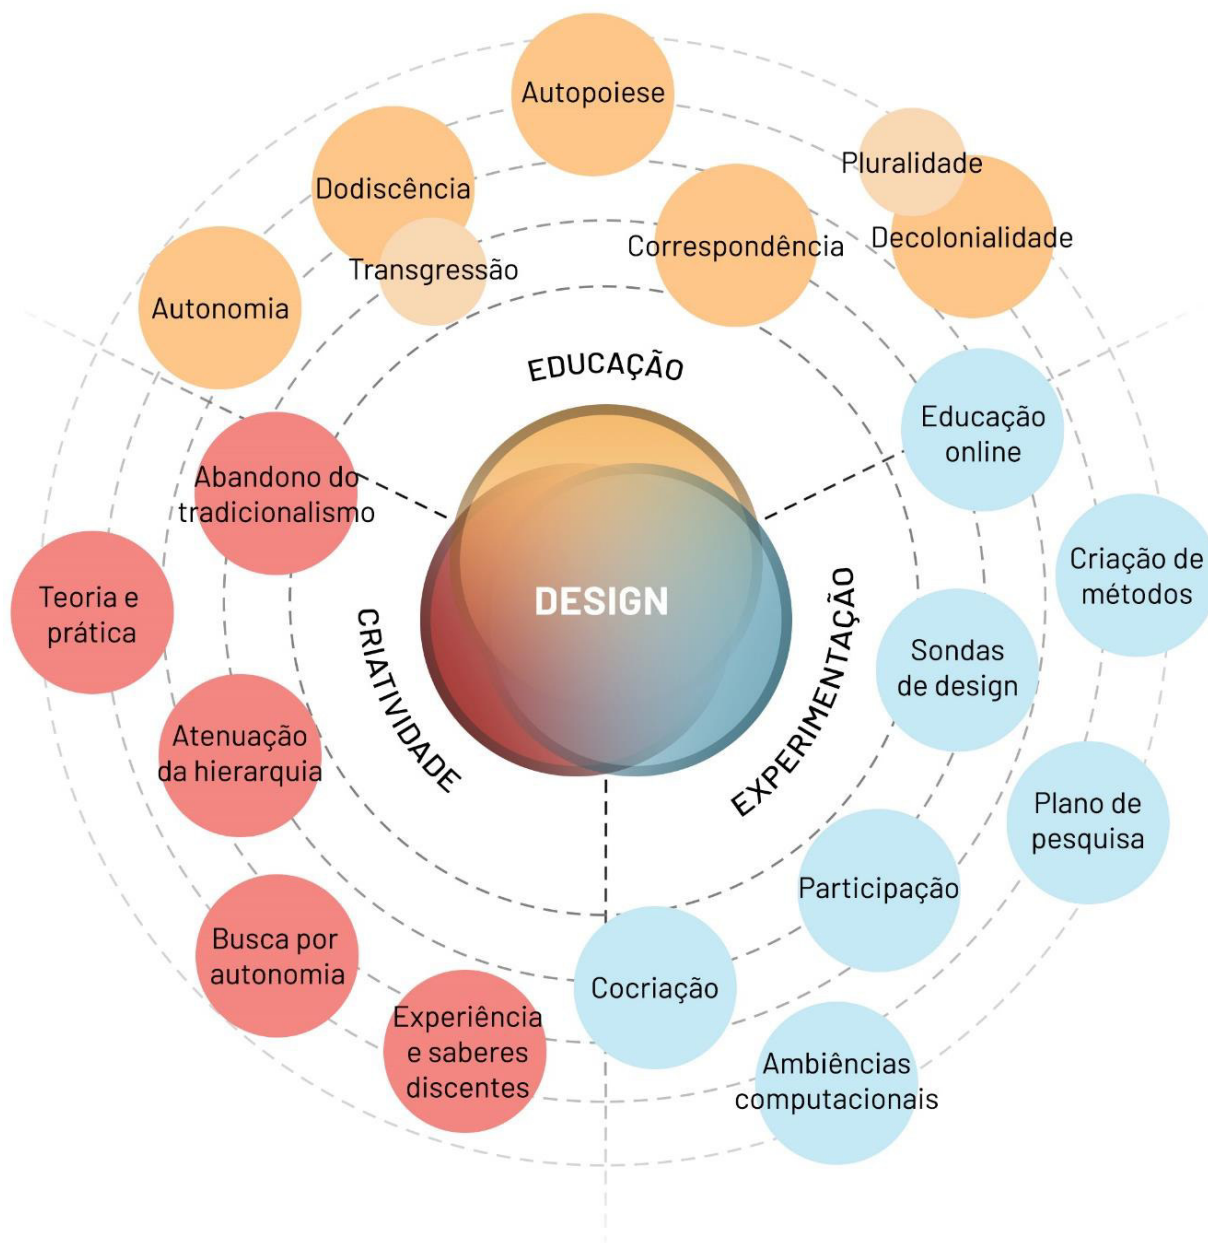 Autopoiese
Pluralidade
Dodiscência
Correspondência
Decolonialidade
Transgressão
Autonomia
EDUCAÇÃO
Educação
online
Abandono do
tradicionalismo
Criação de
métodos
Teoria e
prática
DESIGN
CRIATIVIDADE
EXPERIMENTAÇÃO
Sondas
de design
Atenuação
da hierarquia
Plano de
pesquisa
Participação
Busca por
autonomia
Cocriação
Experiência
e saberes
discentes
Ambiências
computacionais